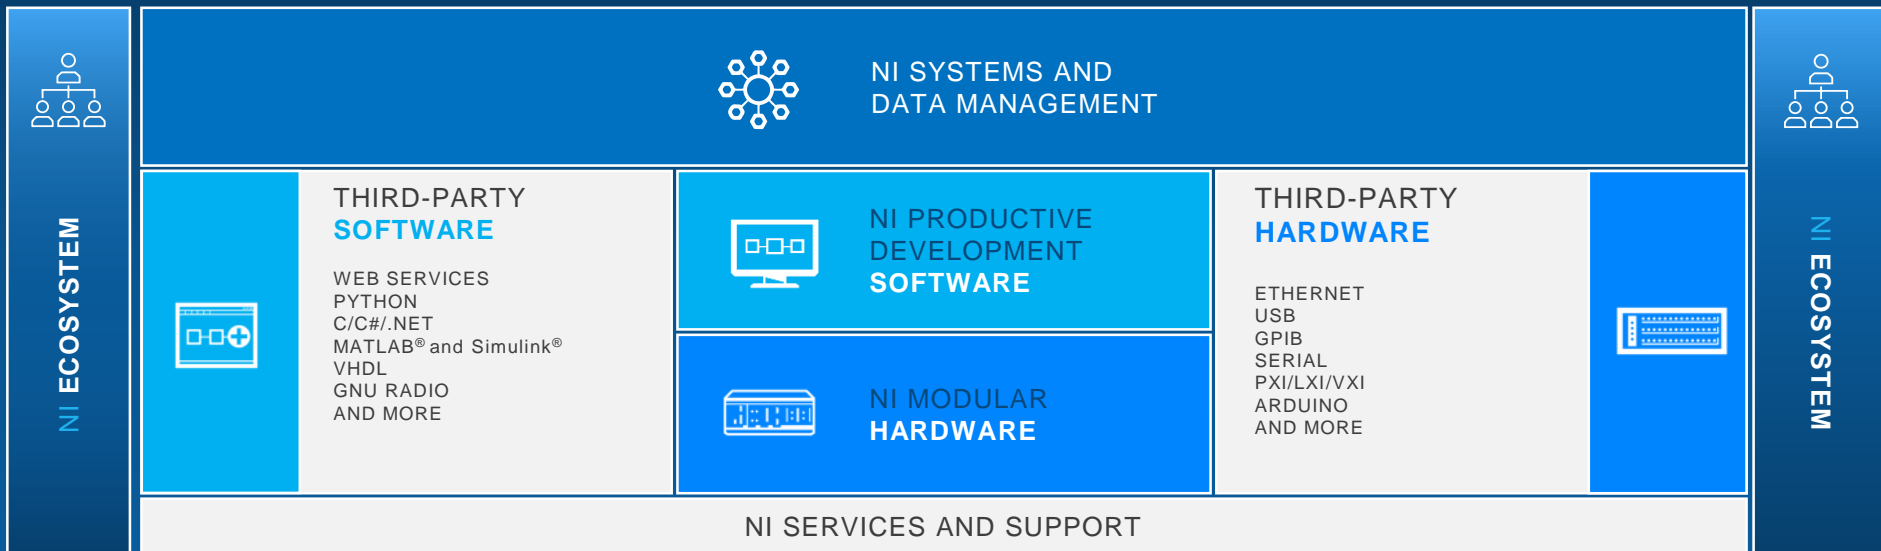 NI ECOSYSTEM
NI SYSTEMS AND
DATA MANAGEMENT
THIRD-PARTY
SOFTWARE
WEB SERVICES
PYTHON
C/C#/.NET
MATLAB® and Simulink®
VHDL
GNU RADIO
AND MORE
NI PRODUCTIVE
DEVELOPMENT
SOFTWARE
NI MODULAR
HARDWARE
THIRD-PARTY
HARDWARE
ETHERNET
USB
GPIB
SERIAL
PXI/LXI/VXI
ARDUINO
AND MORE
NI ECOSYSTEM
NI SERVICES AND SUPPORT